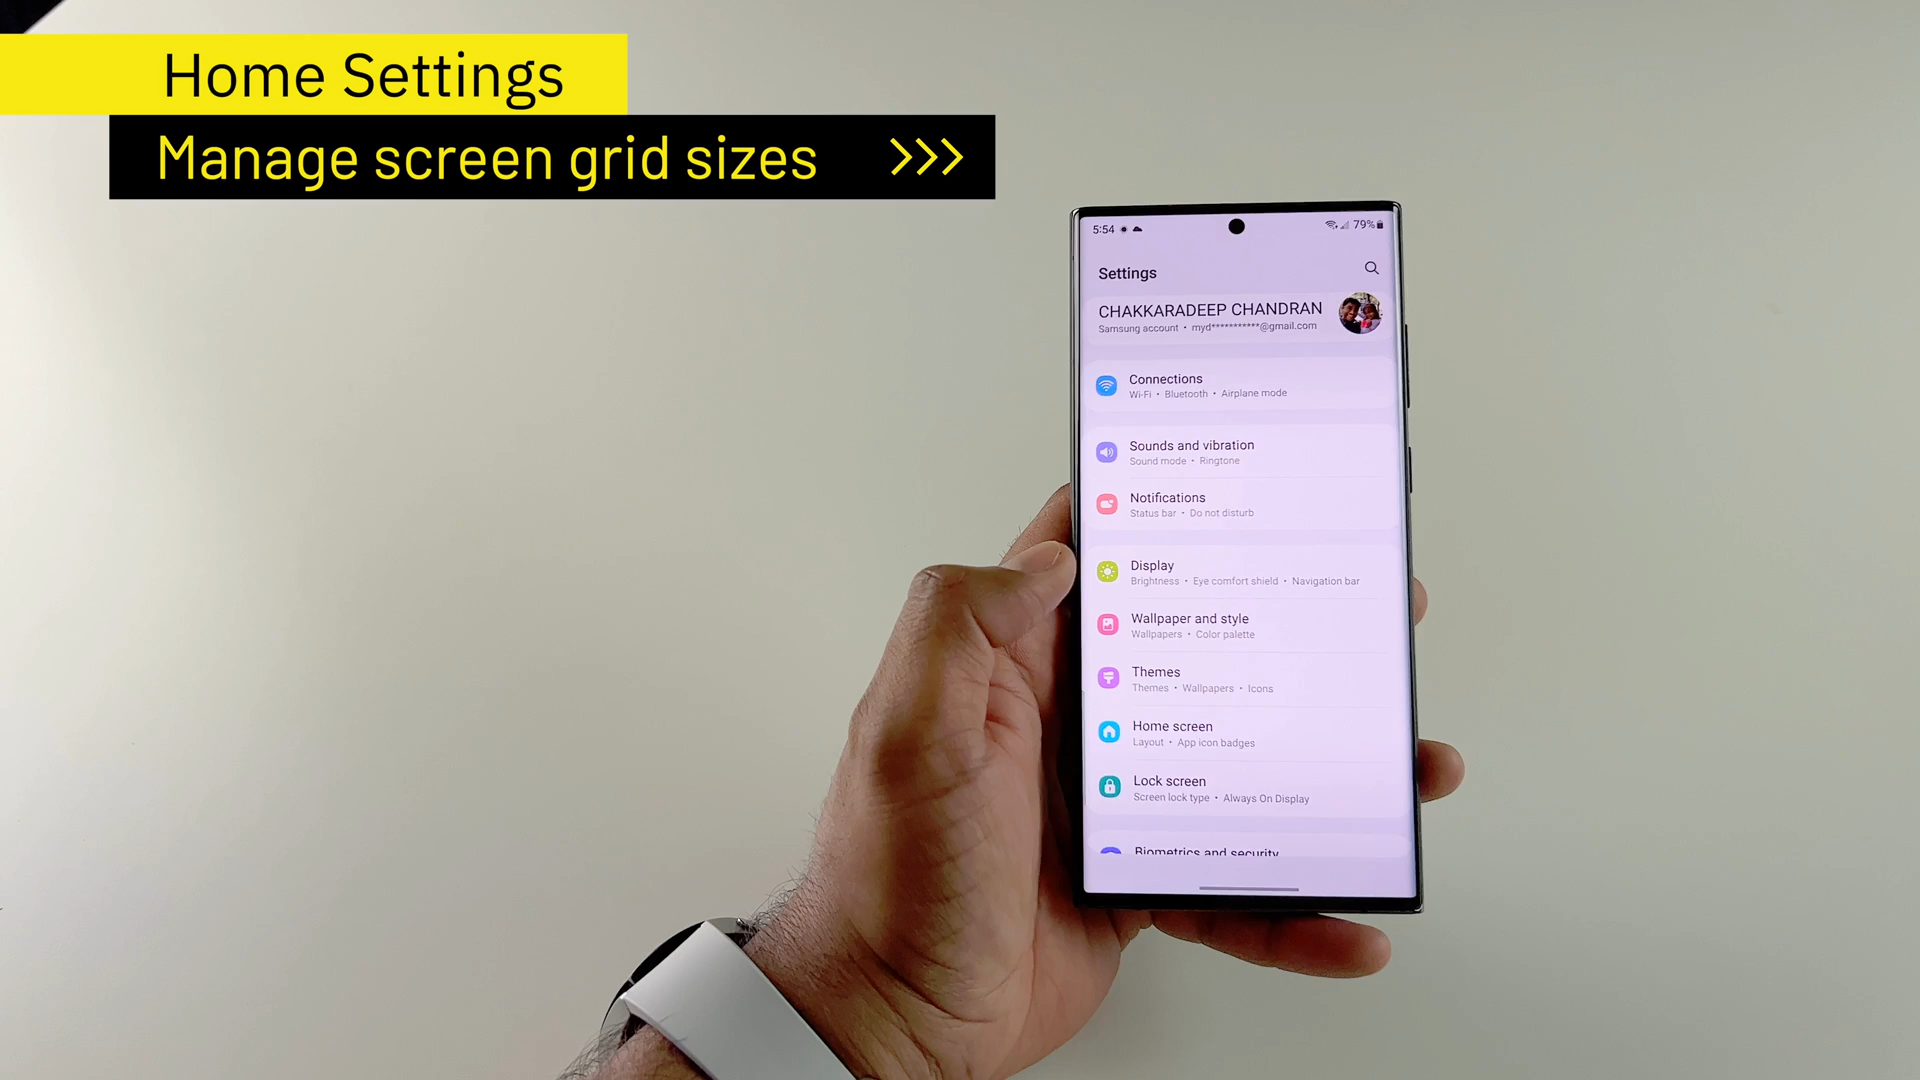 Home Settings
Manage screen grid sizes >>>
5:54 79%
Settings
CHAKKARADEEP CHANDRAN
Samsung account • myd***********@gmail.com
Connections
Wi-Fi • Bluetooth • Airplane mode
Sounds and vibration
Sound mode • Ringtone
Notifications
Status bar • Do not disturb
Display
Brightness • Eye comfort shield • Navigation bar
Wallpaper and style
Wallpapers • Color palette
Themes
Themes • Wallpapers • Icons
Home screen
Layout • App icon badges
Lock screen
Screen lock type • Always On Display
Biometrics and security